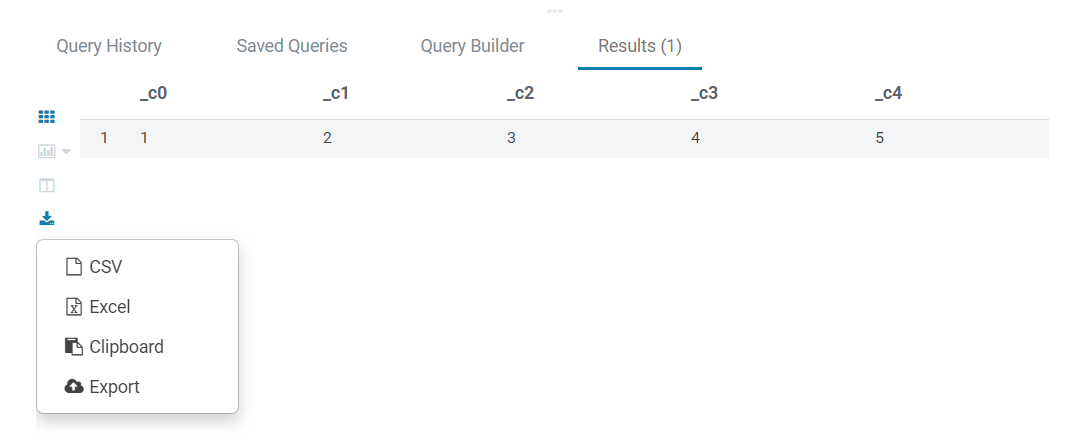 Query History Saved Queries Query Builder Results (1)
_c0 _c1 _c2 _c3 _c4
1 1 2 3 4 5
CSV
Excel
Clipboard
Export